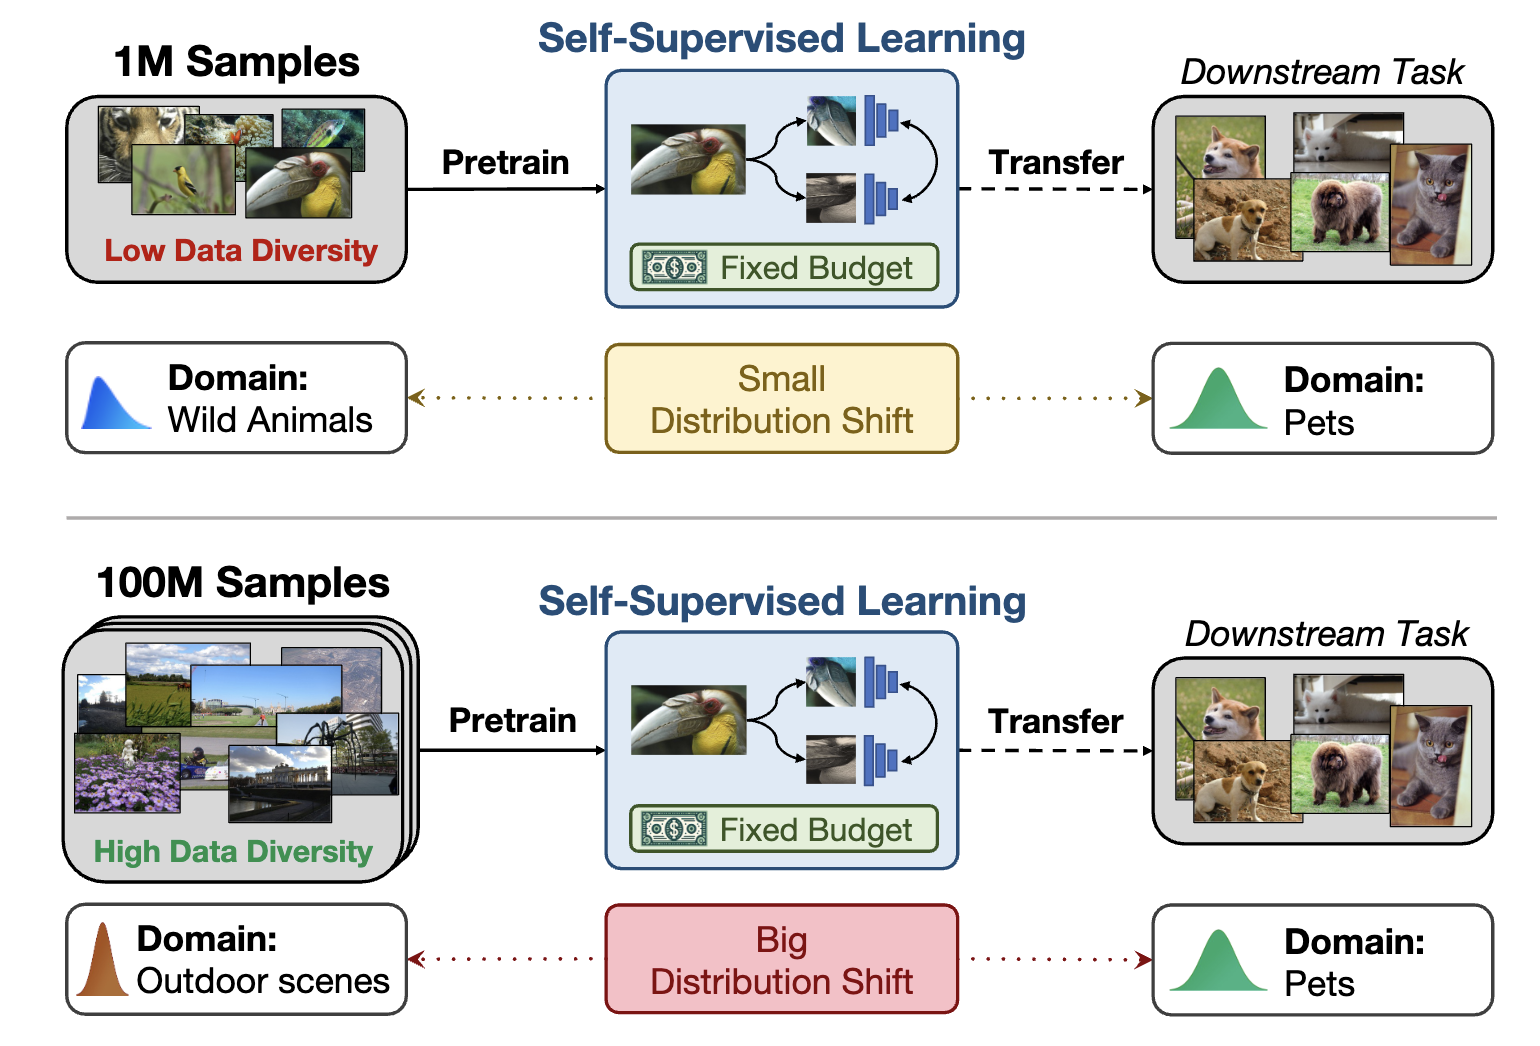 Self-Supervised Learning
1M Samples
Downstream Task
Pretrain
Transfer
Low Data Diversity
$ Fixed Budget
Domain:
Wild Animals
Small
Distribution Shift
Domain:
Pets
100M Samples
Self-Supervised Learning
Downstream Task
Pretrain
Transfer
High Data Diversity
$ Fixed Budget
Domain:
Outdoor scenes
Big
Distribution Shift
Domain:
Pets